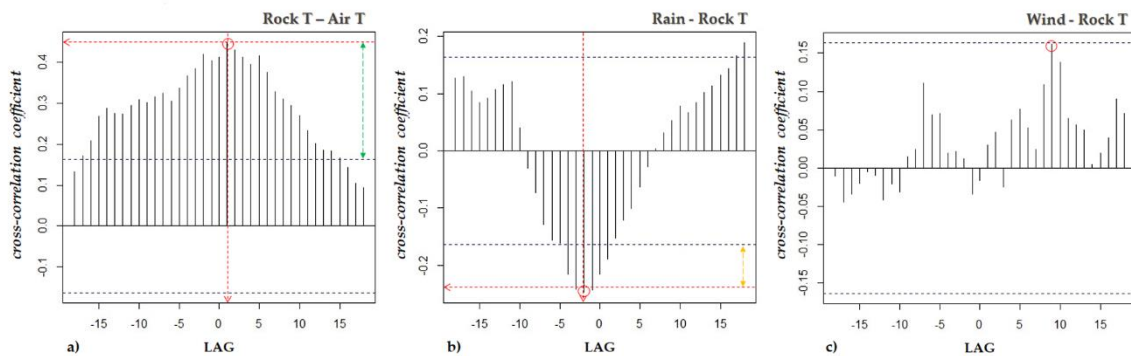 Rock T – Air T
cross-correlation coefficient
0.4
0.3
0.2
0.1
0.0
-0.1
-15 -10 -5 0 5 10 15
a) LAG
Rain - Rock T
cross-correlation coefficient
0.2
0.1
0.0
-0.1
-0.2
-15 -10 -5 0 5 10 15
b) LAG
Wind - Rock T
cross-correlation coefficient
0.15
0.10
0.05
0.00
-0.05
-0.10
-0.15
-15 -10 -5 0 5 10 15
c) LAG